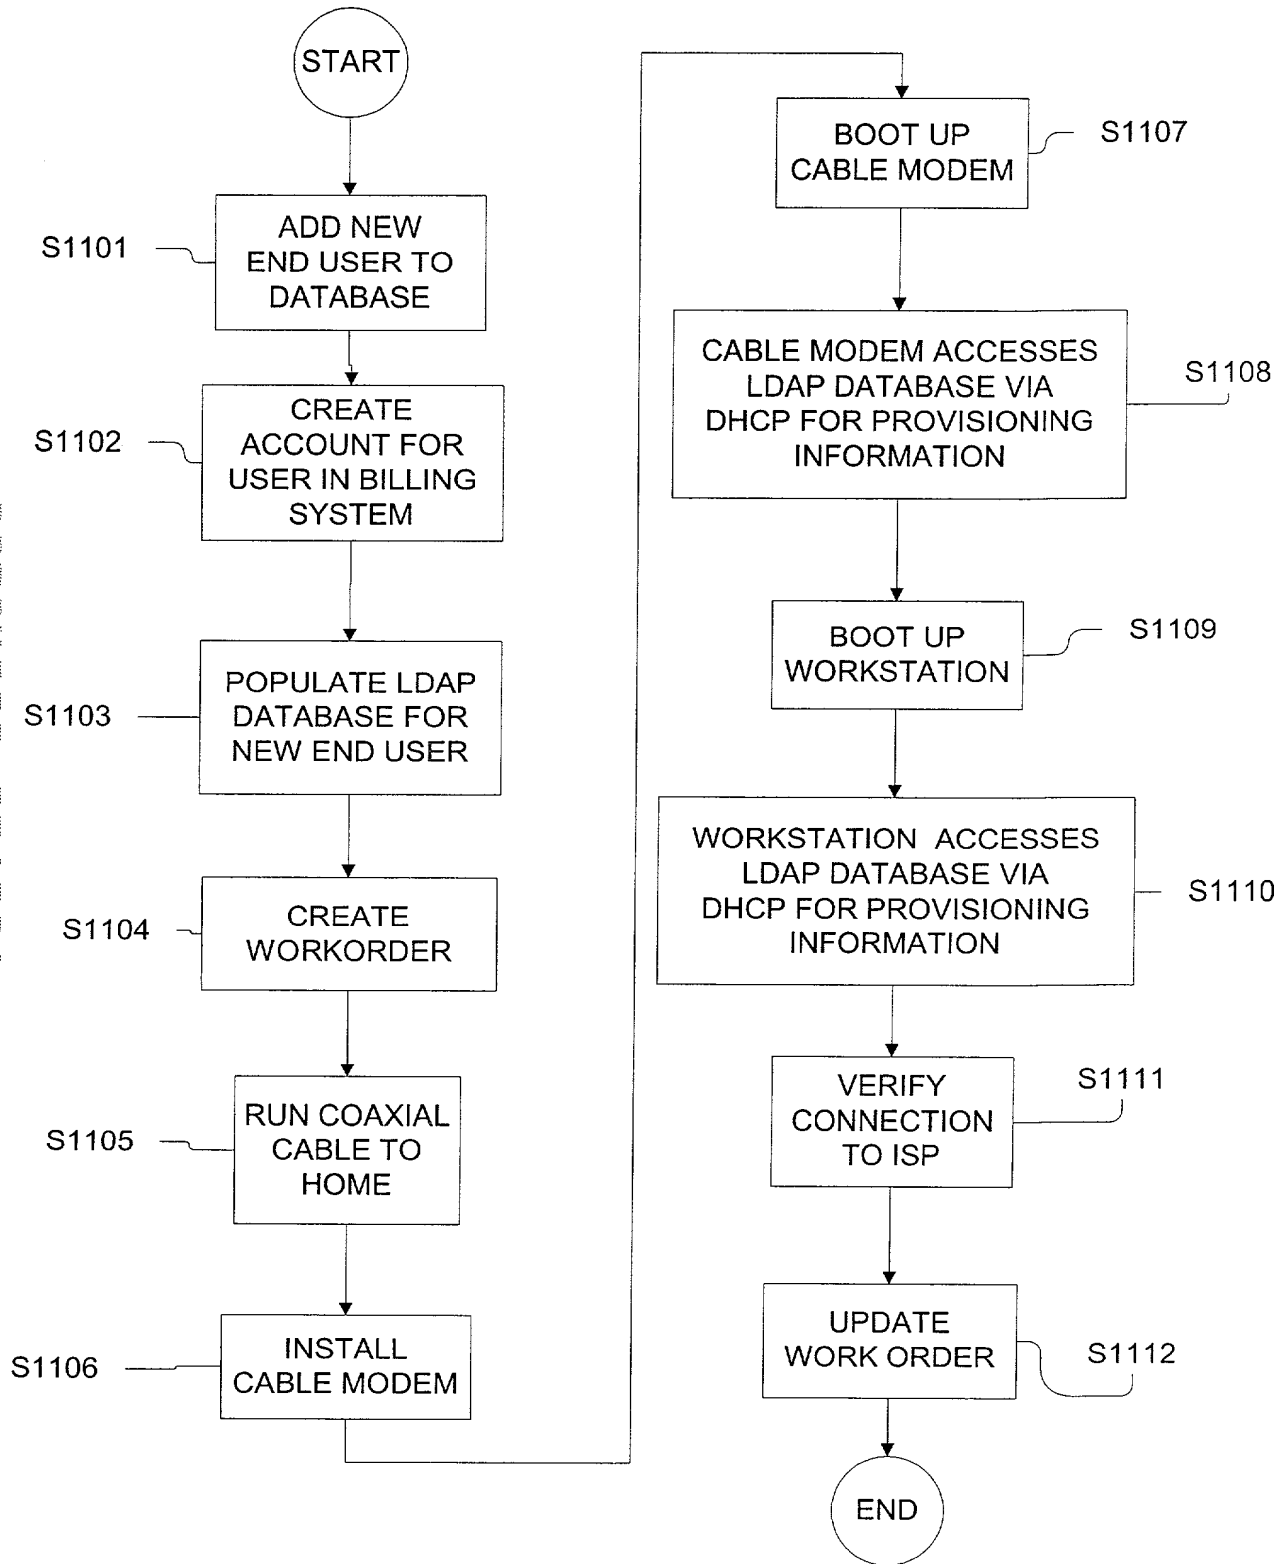 START
S1101
ADD NEW
END USER TO
DATABASE
S1102
CREATE
ACCOUNT FOR
USER IN BILLING
SYSTEM
S1103
POPULATE LDAP
DATABASE FOR
NEW END USER
S1104
CREATE
WORKORDER
S1105
RUN COAXIAL
CABLE TO
HOME
S1106
INSTALL
CABLE MODEM
BOOT UP
CABLE MODEM
S1107
CABLE MODEM ACCESSES
LDAP DATABASE VIA
DHCP FOR PROVISIONING
INFORMATION
S1108
BOOT UP
WORKSTATION
S1109
WORKSTATION ACCESSES
LDAP DATABASE VIA
DHCP FOR PROVISIONING
INFORMATION
S1110
VERIFY
CONNECTION
TO ISP
S1111
UPDATE
WORK ORDER
S1112
END